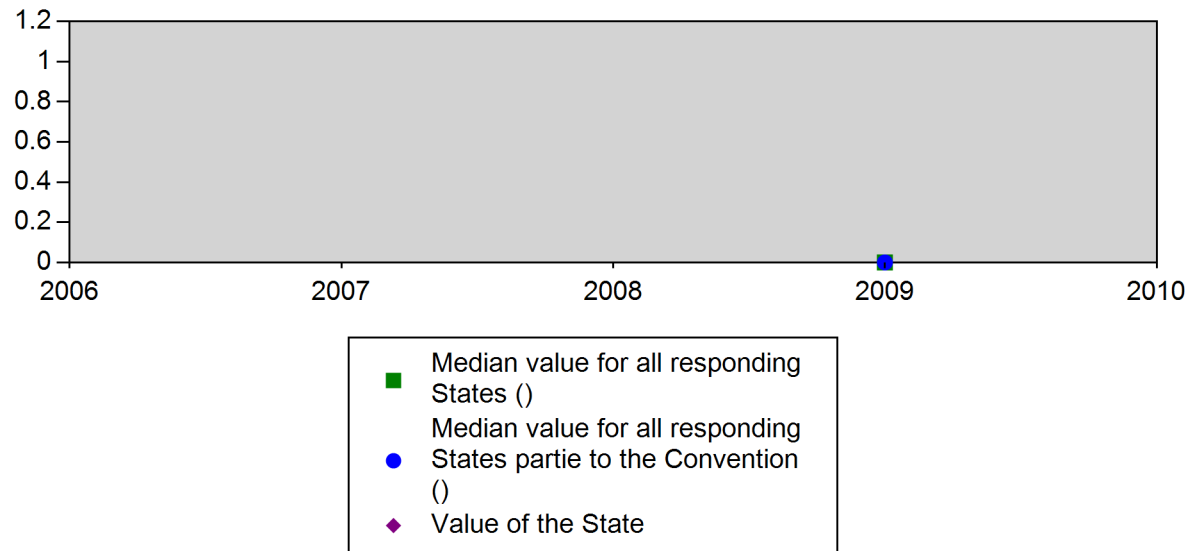 1.2
1
0.8
0.6
0.4
0.2
0
2006 2007 2008 2009 2010
Median value for all responding
States ()
Median value for all responding
States partie to the Convention
()
Value of the State